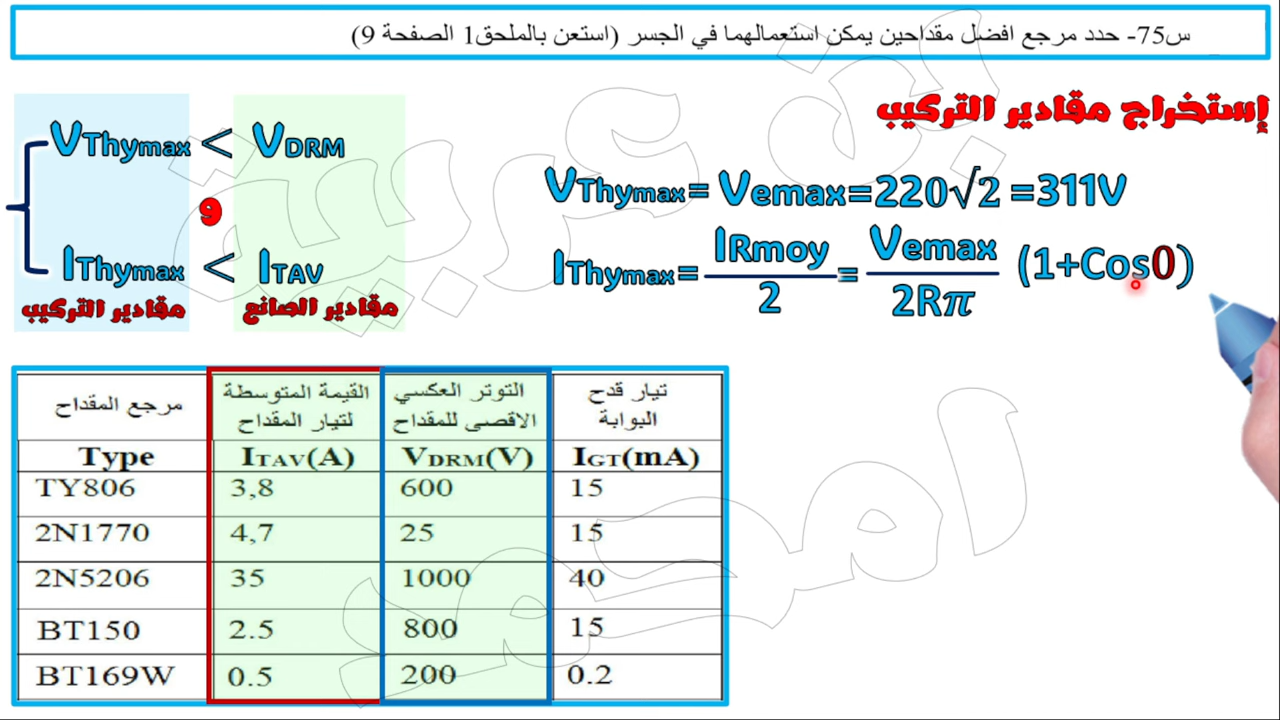 س75- حدد مرجع افضل مقداحين يمكن استعمالهما في الجسر (استعن بالملحق1 الصفحة 9)
إستخراج مقادير التركيب
VThymax < VDRM
و
IThymax < ITAV
مقادير التركيب مقادير الصانع
VThymax = Vemax = 220√2 = 311V
IThymax = IRmoy/2 = Vemax/2Rπ (1+Cos0)
مرجع المقداح القيمة المتوسطة لتيار المقداح التوتر العكسي الاقصى للمقداح تيار قدح البوابة
Type ITAV(A) VDRM(V) IGT(mA)
TY806 3,8 600 15
2N1770 4,7 25 15
2N5206 35 1000 40
BT150 2.5 800 15
BT169W 0.5 200 0.2